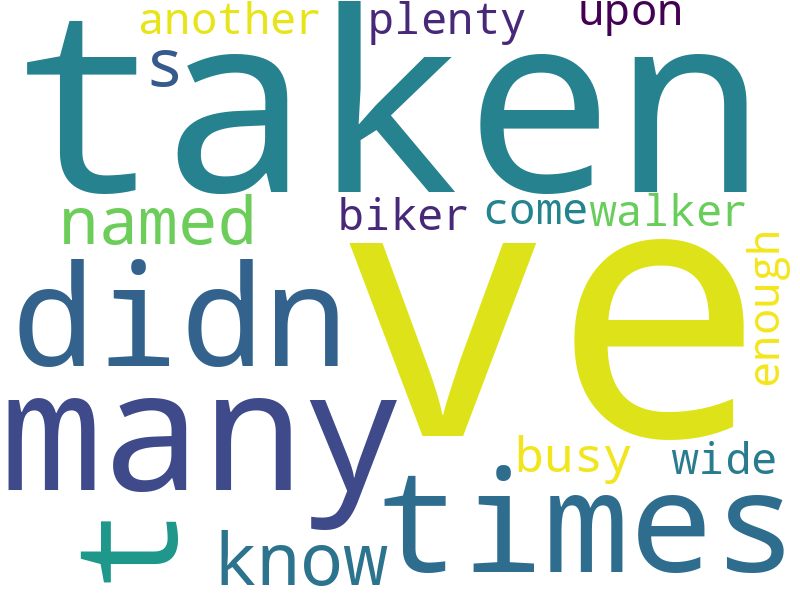 another plenty upon
s taken
named biker come walker
didn ve enough
many
busy wide
t know times